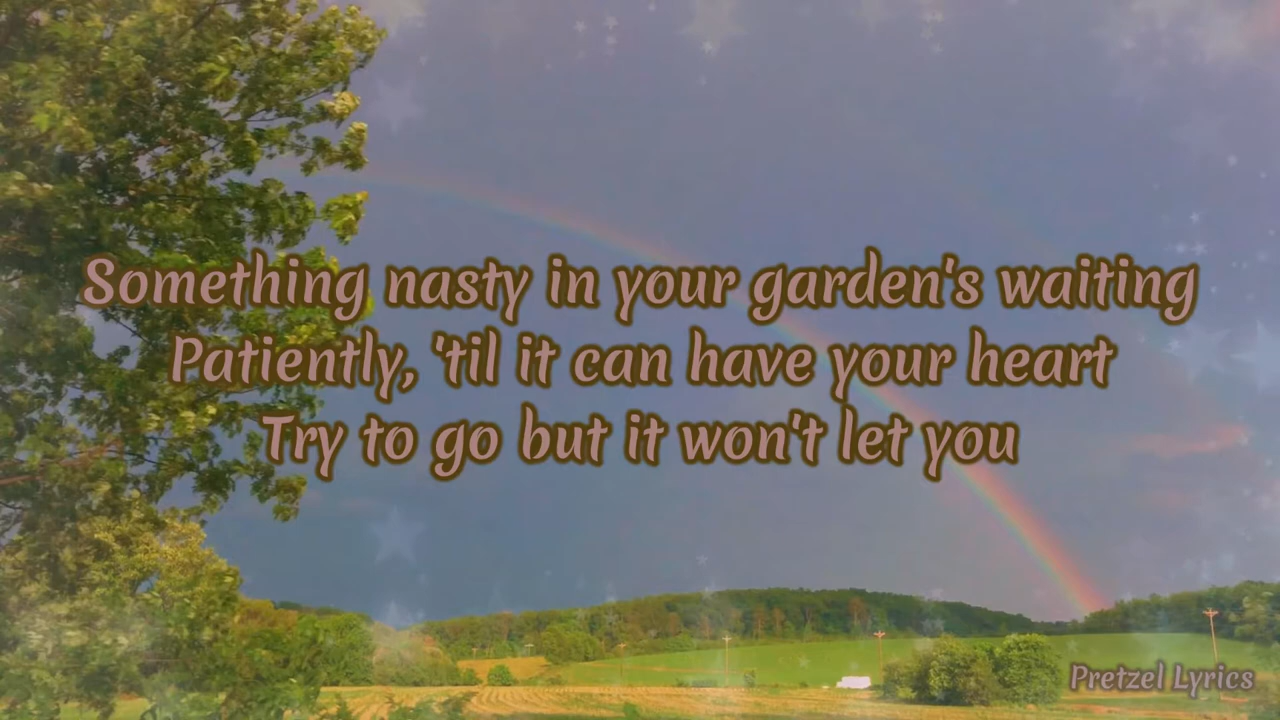 Something nasty in your garden's waiting
Patiently, 'til it can have your heart
Try to go but it won't let you
Pretzel Lyrics